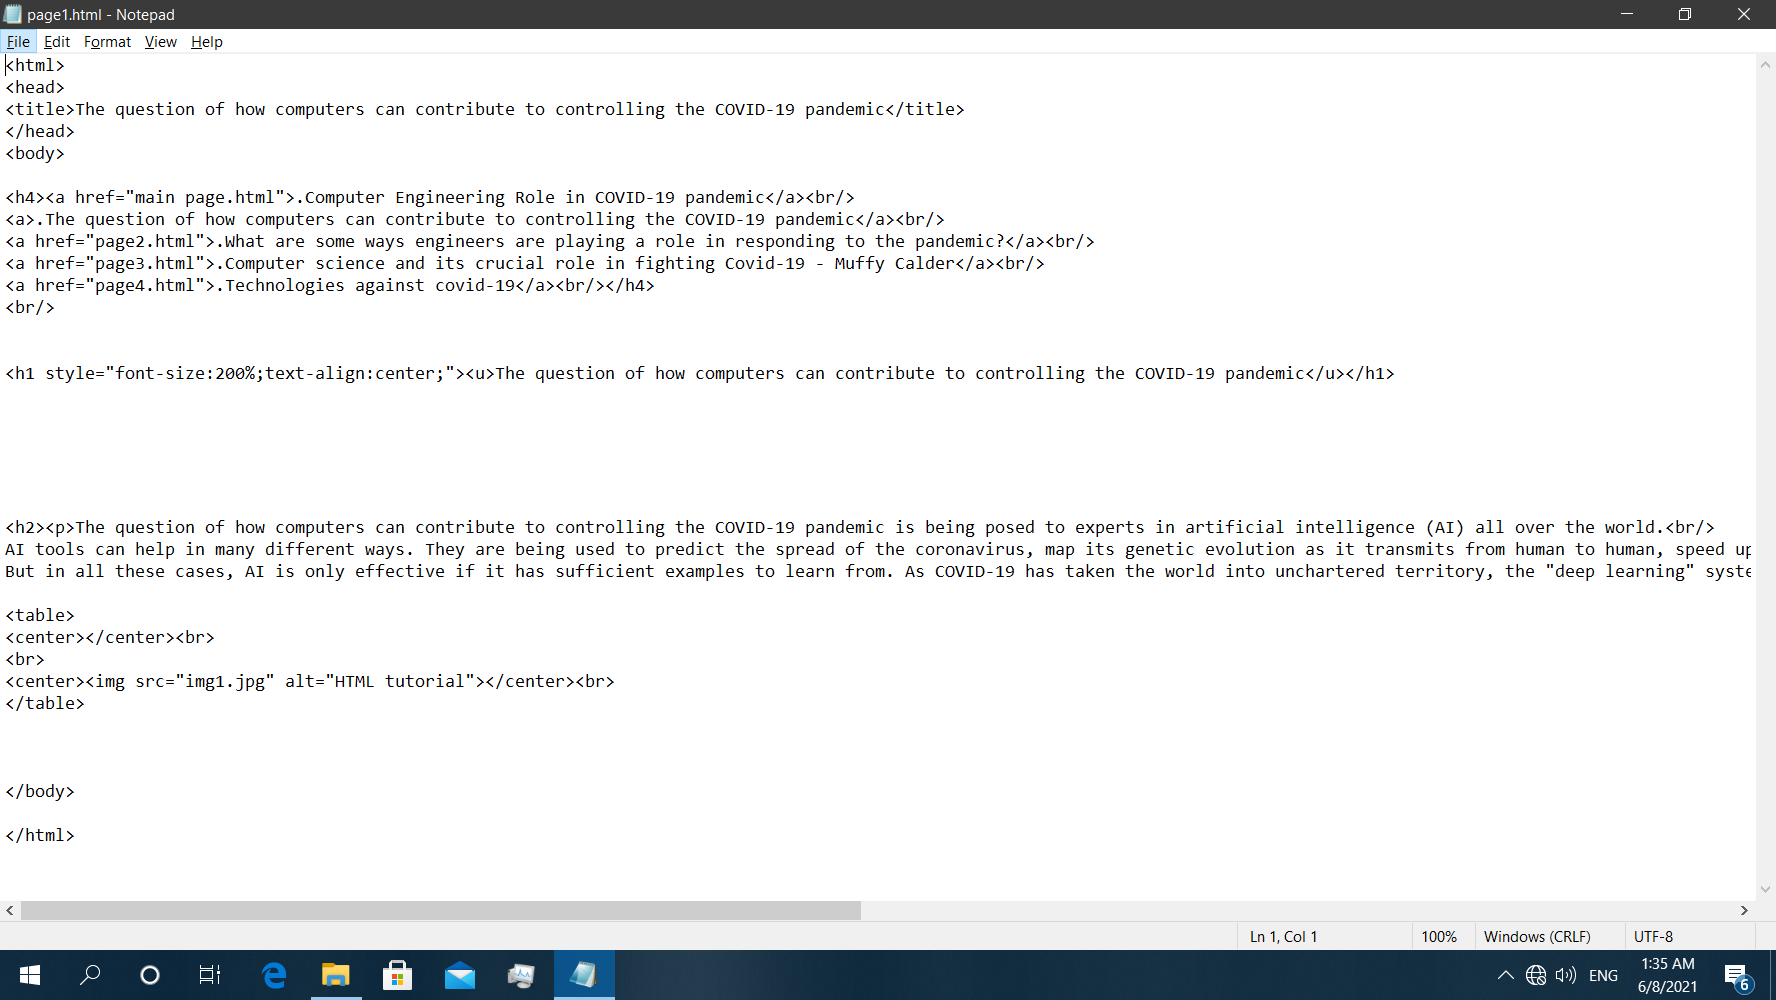 page1.html - Notepad
File Edit Format View Help
<html>
<head>
<title>The question of how computers can contribute to controlling the COVID-19 pandemic</title>
</head>
<body>
<h4><a href="main page.html">.Computer Engineering Role in COVID-19 pandemic</a><br/>
<a>.The question of how computers can contribute to controlling the COVID-19 pandemic</a><br/>
<a href="page2.html">.What are some ways engineers are playing a role in responding to the pandemic?</a><br/>
<a href="page3.html">.Computer science and its crucial role in fighting Covid-19 - Muffy Calder</a><br/>
<a href="page4.html">.Technologies against covid-19</a><br/></h4>
<br/>
<h1 style="font-size:200%;text-align:center;"><u>The question of how computers can contribute to controlling the COVID-19 pandemic</u></h1>
<h2><p>The question of how computers can contribute to controlling the COVID-19 pandemic is being posed to experts in artificial intelligence (AI) all over the world.<br/>
AI tools can help in many different ways. They are being used to predict the spread of the coronavirus, map its genetic evolution as it transmits from human to human, speed up
But in all these cases, AI is only effective if it has sufficient examples to learn from. As COVID-19 has taken the world into unchartered territory, the "deep learning" syste
<table>
<center></center><br>
<br>
<center><img src="img1.jpg" alt="HTML tutorial"></center><br>
</table>
</body>
</html>
Ln 1, Col 1 100% Windows (CRLF) UTF-8
ENG 1:35 AM
6/8/2021 6